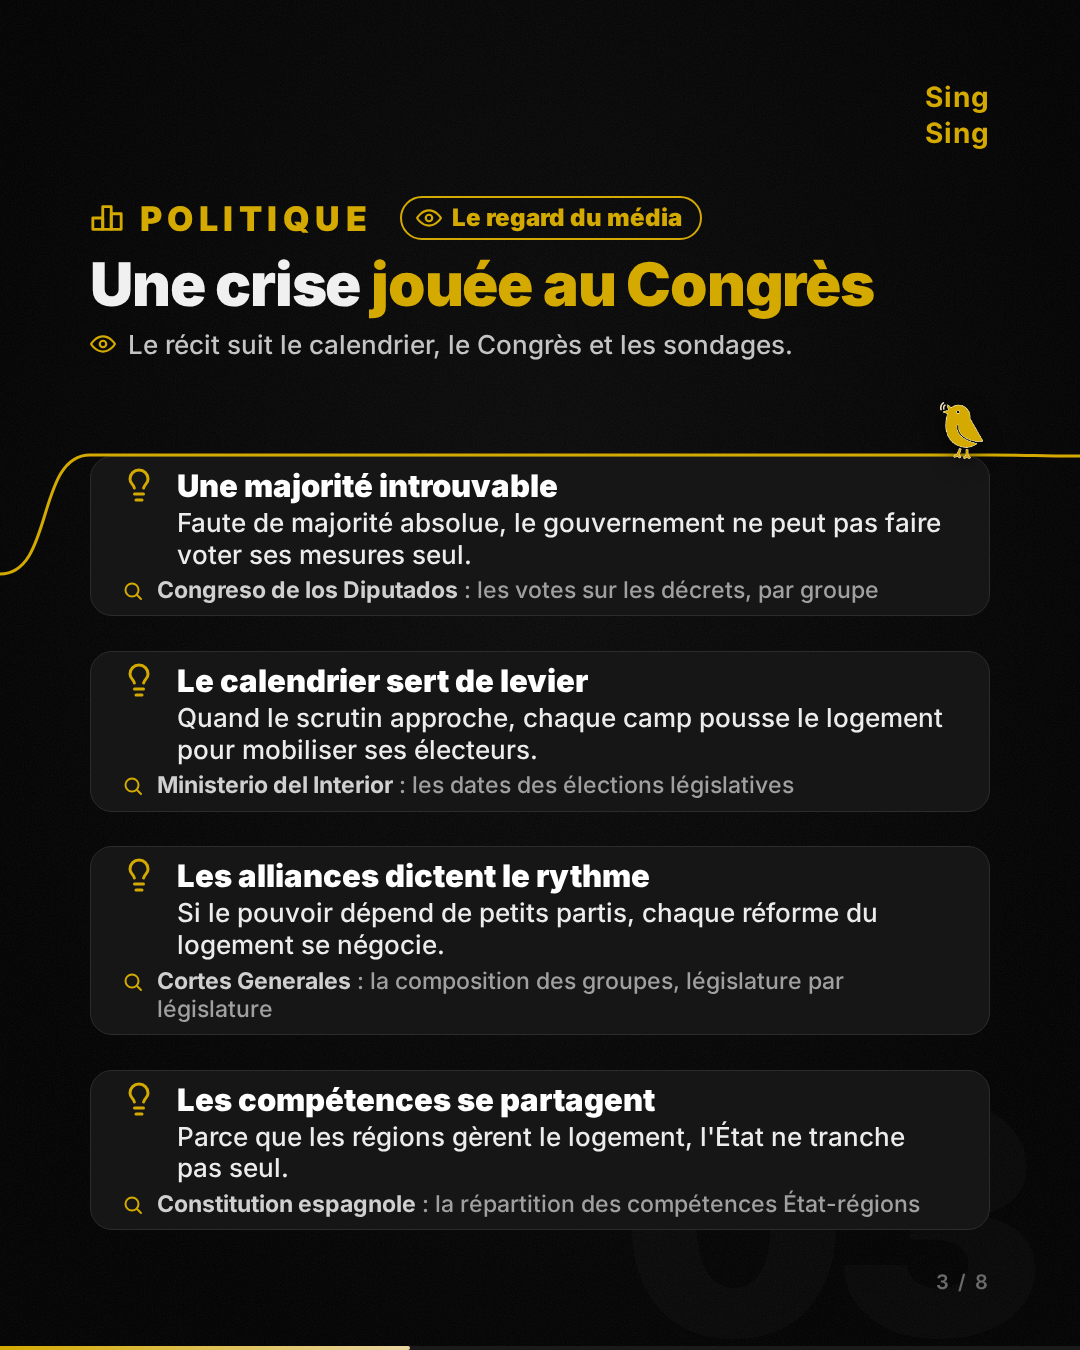 Sing
Sing
POLITIQUE
Le regard du média
Une crise jouée au Congrès
Le récit suit le calendrier, le Congrès et les sondages.
Une majorité introuvable
Faute de majorité absolue, le gouvernement ne peut pas faire
voter ses mesures seul.
Congreso de los Diputados : les votes sur les décrets, par groupe
Le calendrier sert de levier
Quand le scrutin approche, chaque camp pousse le logement
pour mobiliser ses électeurs.
Ministerio del Interior : les dates des élections législatives
Les alliances dictent le rythme
Si le pouvoir dépend de petits partis, chaque réforme du
logement se négocie.
Cortes Generales : la composition des groupes, législature par
législature
Les compétences se partagent
Parce que les régions gèrent le logement, l'État ne tranche
pas seul.
Constitution espagnole : la répartition des compétences État-régions
03
3 / 8